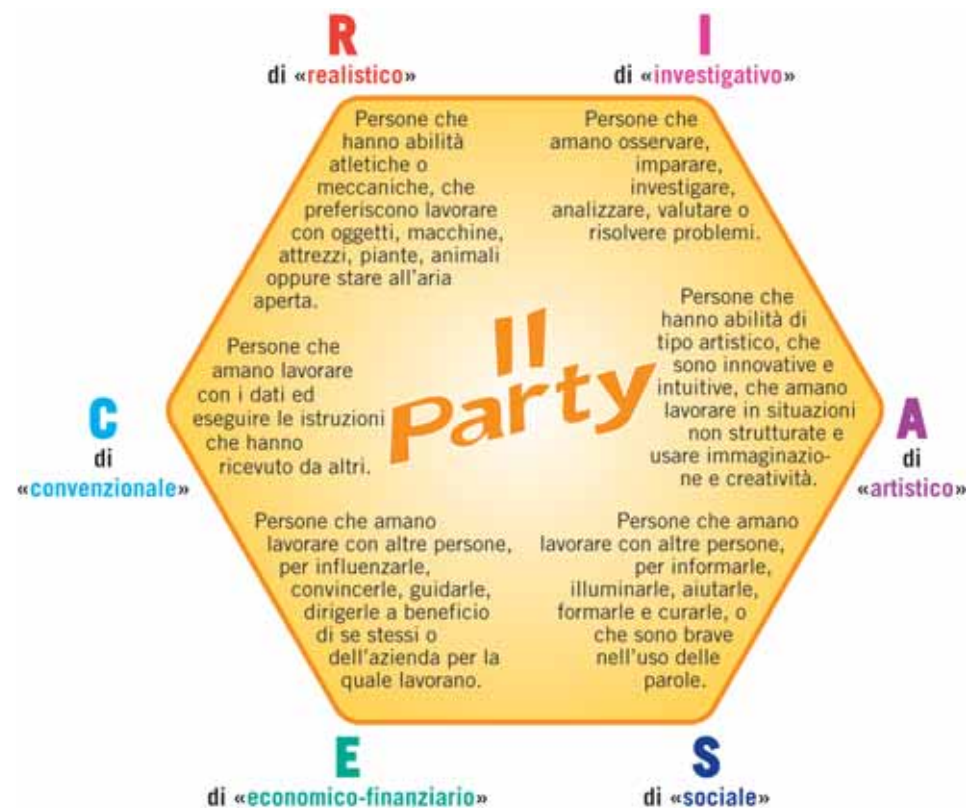 R
di «realistico»
I
di «investigativo»
Persone che
hanno abilità
atletiche o
meccaniche, che
preferiscono lavorare
con oggetti, macchine,
attrezzi, piante, animali
oppure stare all'aria
aperta.
Persone che
amano osservare,
imparare,
investigare,
analizzare, valutare o
risolvere problemi.
Persone che
amano lavorare
con i dati ed
eseguire le istruzioni
che hanno
ricevuto da altri.
Il
Party
Persone che
hanno abilità di
tipo artistico, che
sono innovative e
intuitive, che amano
lavorare in situazioni
non strutturate e
usare immaginazio-
ne e creatività.
C
di
«convenzionale»
A
di
«artistico»
Persone che amano
lavorare con altre persone,
per influenzarle,
convincerle, guidarle,
dirigerle a beneficio
di se stessi o
dell'azienda per la
quale lavorano.
Persone che amano
lavorare con altre persone,
per informarle,
illuminarle, aiutarle,
formarle e curarle, o
che sono brave
nell'uso delle
parole.
E
di «economico-finanziario»
S
di «sociale»